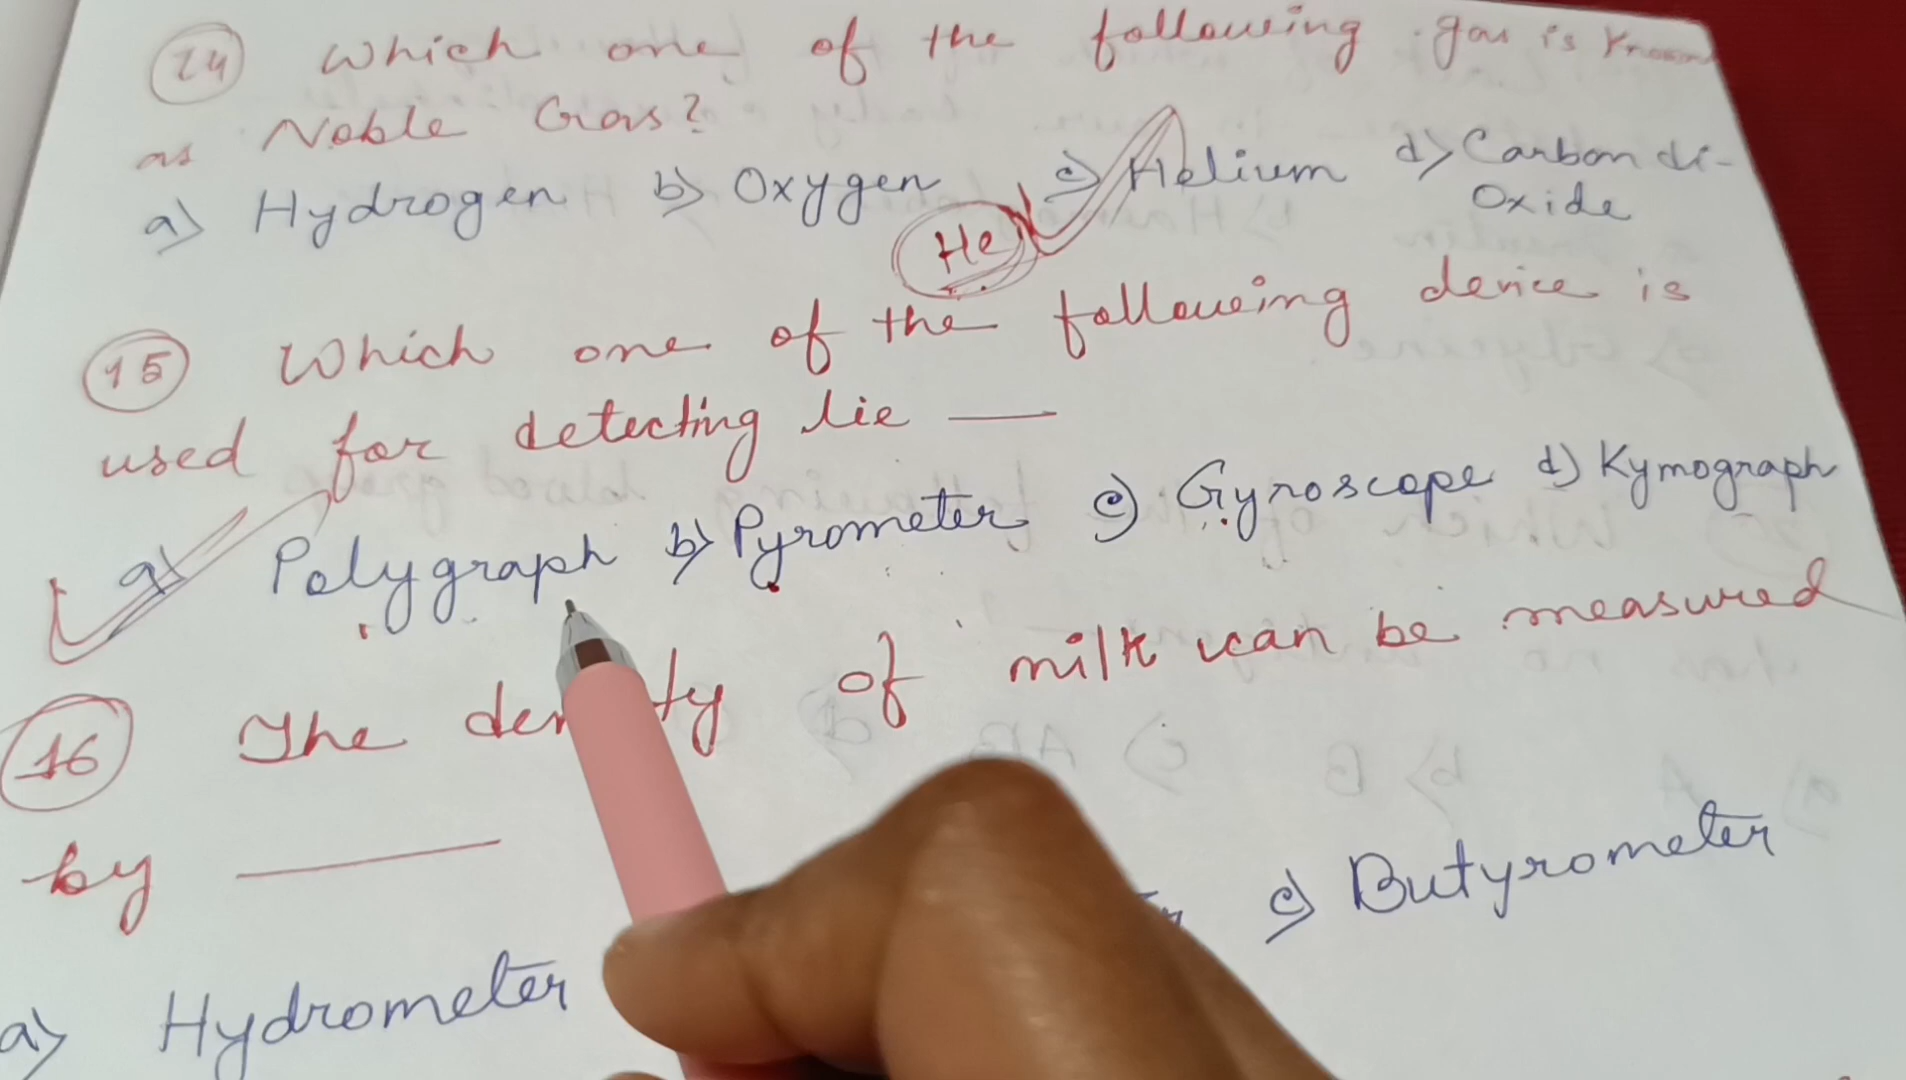 14 Which one of the following gas is known
as Noble Gas?
a) Hydrogen b) Oxygen c) Helium d) Carbon di-
Oxide
He
15 Which one of the following device is
used for detecting lie —
a) Polygraph b) Pyrometer c) Gyroscope d) Kymograph
16 The density of milk can be measured
by —
a) Hydrometer c) Butyrometer